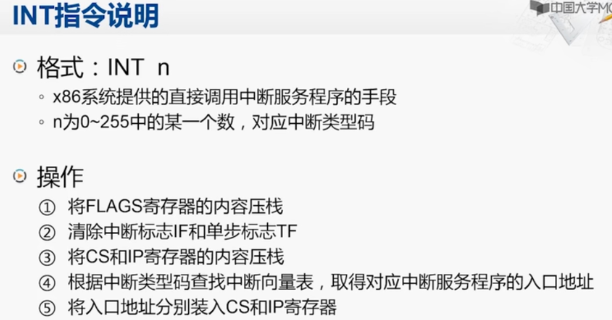 INT指令说明
中国大学MO
格式：INT n
x86系统提供的直接调用中断服务程序的手段
n为0~255中的某一个数，对应中断类型码
操作
① 将FLAGS寄存器的内容压栈
② 清除中断标志IF和单步标志TF
③ 将CS和IP寄存器的内容压栈
④ 根据中断类型码查找中断向量表，取得对应中断服务程序的入口地址
⑤ 将入口地址分别装入CS和IP寄存器